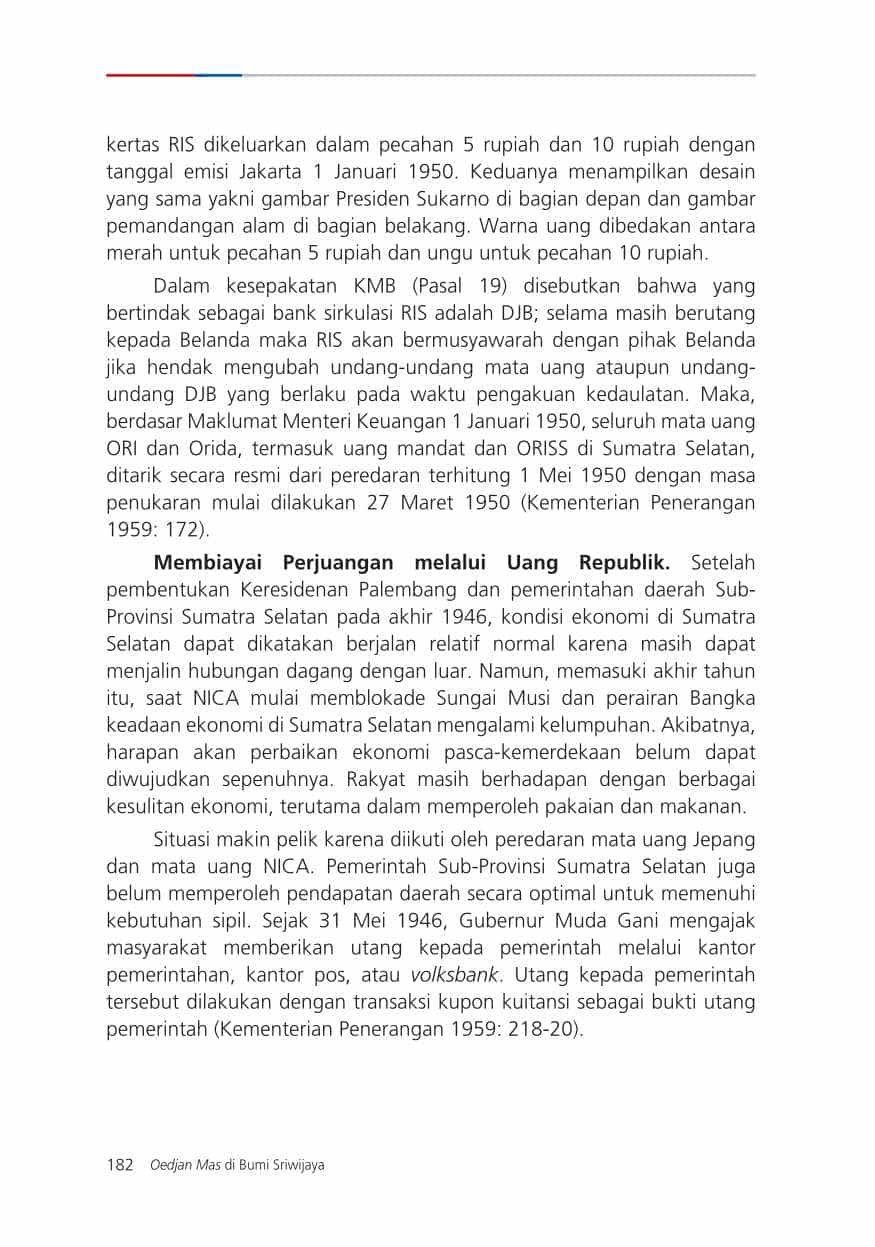 kertas RIS dikeluarkan dalam pecahan 5 rupiah dan 10 rupiah dengan
tanggal emisi Jakarta 1 Januari 1950. Keduanya menampilkan desain
yang sama yakni gambar Presiden Sukarno di bagian depan dan gambar
pemandangan alam di bagian belakang. Warna uang dibedakan antara
merah untuk pecahan 5 rupiah dan ungu untuk pecahan 10 rupiah.
Dalam kesepakatan KMB (Pasal 19) disebutkan bahwa yang
bertindak sebagai bank sirkulasi RIS adalah DJB; selama masih berutang
kepada Belanda maka RIS akan bermusyawarah dengan pihak Belanda
jika hendak mengubah undang-undang mata uang ataupun undang-
undang DJB yang berlaku pada waktu pengakuan kedaulatan. Maka,
berdasar Maklumat Menteri Keuangan 1 Januari 1950, seluruh mata uang
ORI dan Orida, termasuk uang mandat dan ORISS di Sumatra Selatan,
ditarik secara resmi dari peredaran terhitung 1 Mei 1950 dengan masa
penukaran mulai dilakukan 27 Maret 1950 (Kementerian Penerangan
1959: 172).
Membiayai Perjuangan melalui Uang Republik. Setelah
pembentukan Keresidenan Palembang dan pemerintahan daerah Sub-
Provinsi Sumatra Selatan pada akhir 1946, kondisi ekonomi di Sumatra
Selatan dapat dikatakan berjalan relatif normal karena masih dapat
menjalin hubungan dagang dengan luar. Namun, memasuki akhir tahun
itu, saat NICA mulai memblokade Sungai Musi dan perairan Bangka
keadaan ekonomi di Sumatra Selatan mengalami kelumpuhan. Akibatnya,
harapan akan perbaikan ekonomi pasca-kemerdekaan belum dapat
diwujudkan sepenuhnya. Rakyat masih berhadapan dengan berbagai
kesulitan ekonomi, terutama dalam memperoleh pakaian dan makanan.
Situasi makin pelik karena diikuti oleh peredaran mata uang Jepang
dan mata uang NICA. Pemerintah Sub-Provinsi Sumatra Selatan juga
belum memperoleh pendapatan daerah secara optimal untuk memenuhi
kebutuhan sipil. Sejak 31 Mei 1946, Gubernur Muda Gani mengajak
masyarakat memberikan utang kepada pemerintah melalui kantor
pemerintahan, kantor pos, atau volksbank. Utang kepada pemerintah
tersebut dilakukan dengan transaksi kupon kuitansi sebagai bukti utang
pemerintah (Kementerian Penerangan 1959: 218-20).
182 Oedjan Mas di Bumi Sriwijaya